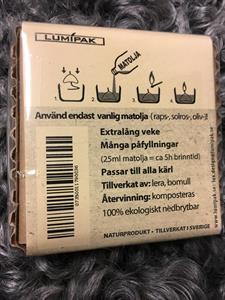 LUMIPAK
MATOLJA
2.
3.
4.
Använd endast vanlig matolja (raps-, solros-, oliv-)!
Extralång veke
Många påfyllningar
(25ml matolja = ca 5h brinntid)
Passar till alla kärl
Tillverkat av: lera, bomull
Återvinning: komposteras
100% ekologiskt nedbrytbar
NATURPRODUKT • TILLVERKAT I SVERIGE